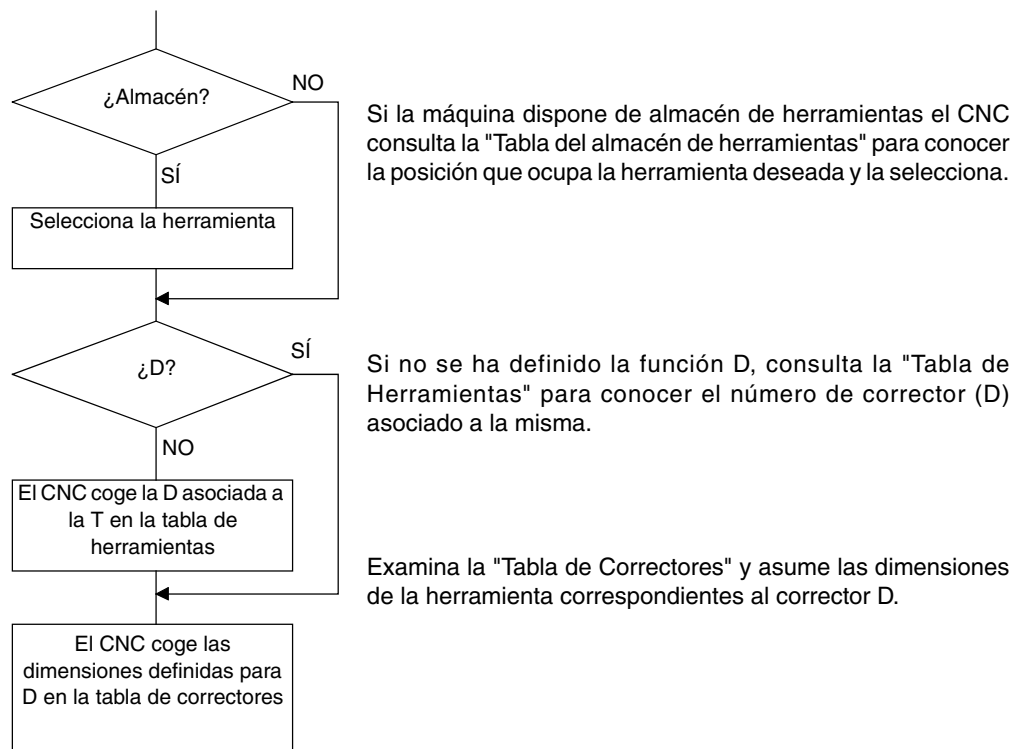 ¿Almacén?
NO
SÍ
Selecciona la herramienta
Si la máquina dispone de almacén de herramientas el CNC
consulta la "Tabla del almacén de herramientas" para conocer
la posición que ocupa la herramienta deseada y la selecciona.
¿D?
SÍ
NO
Si no se ha definido la función D, consulta la "Tabla de
Herramientas" para conocer el número de corrector (D)
asociado a la misma.
El CNC coge la D asociada a
la T en la tabla de
herramientas
Examina la "Tabla de Correctores" y asume las dimensiones
de la herramienta correspondientes al corrector D.
El CNC coge las
dimensiones definidas para
D en la tabla de correctores